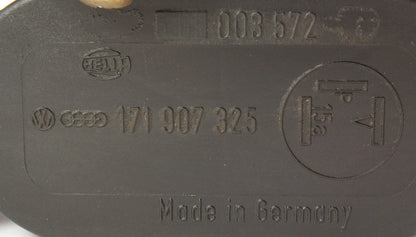 003 572
HELLA
171 907 325
P
15a
V
Made in Germany